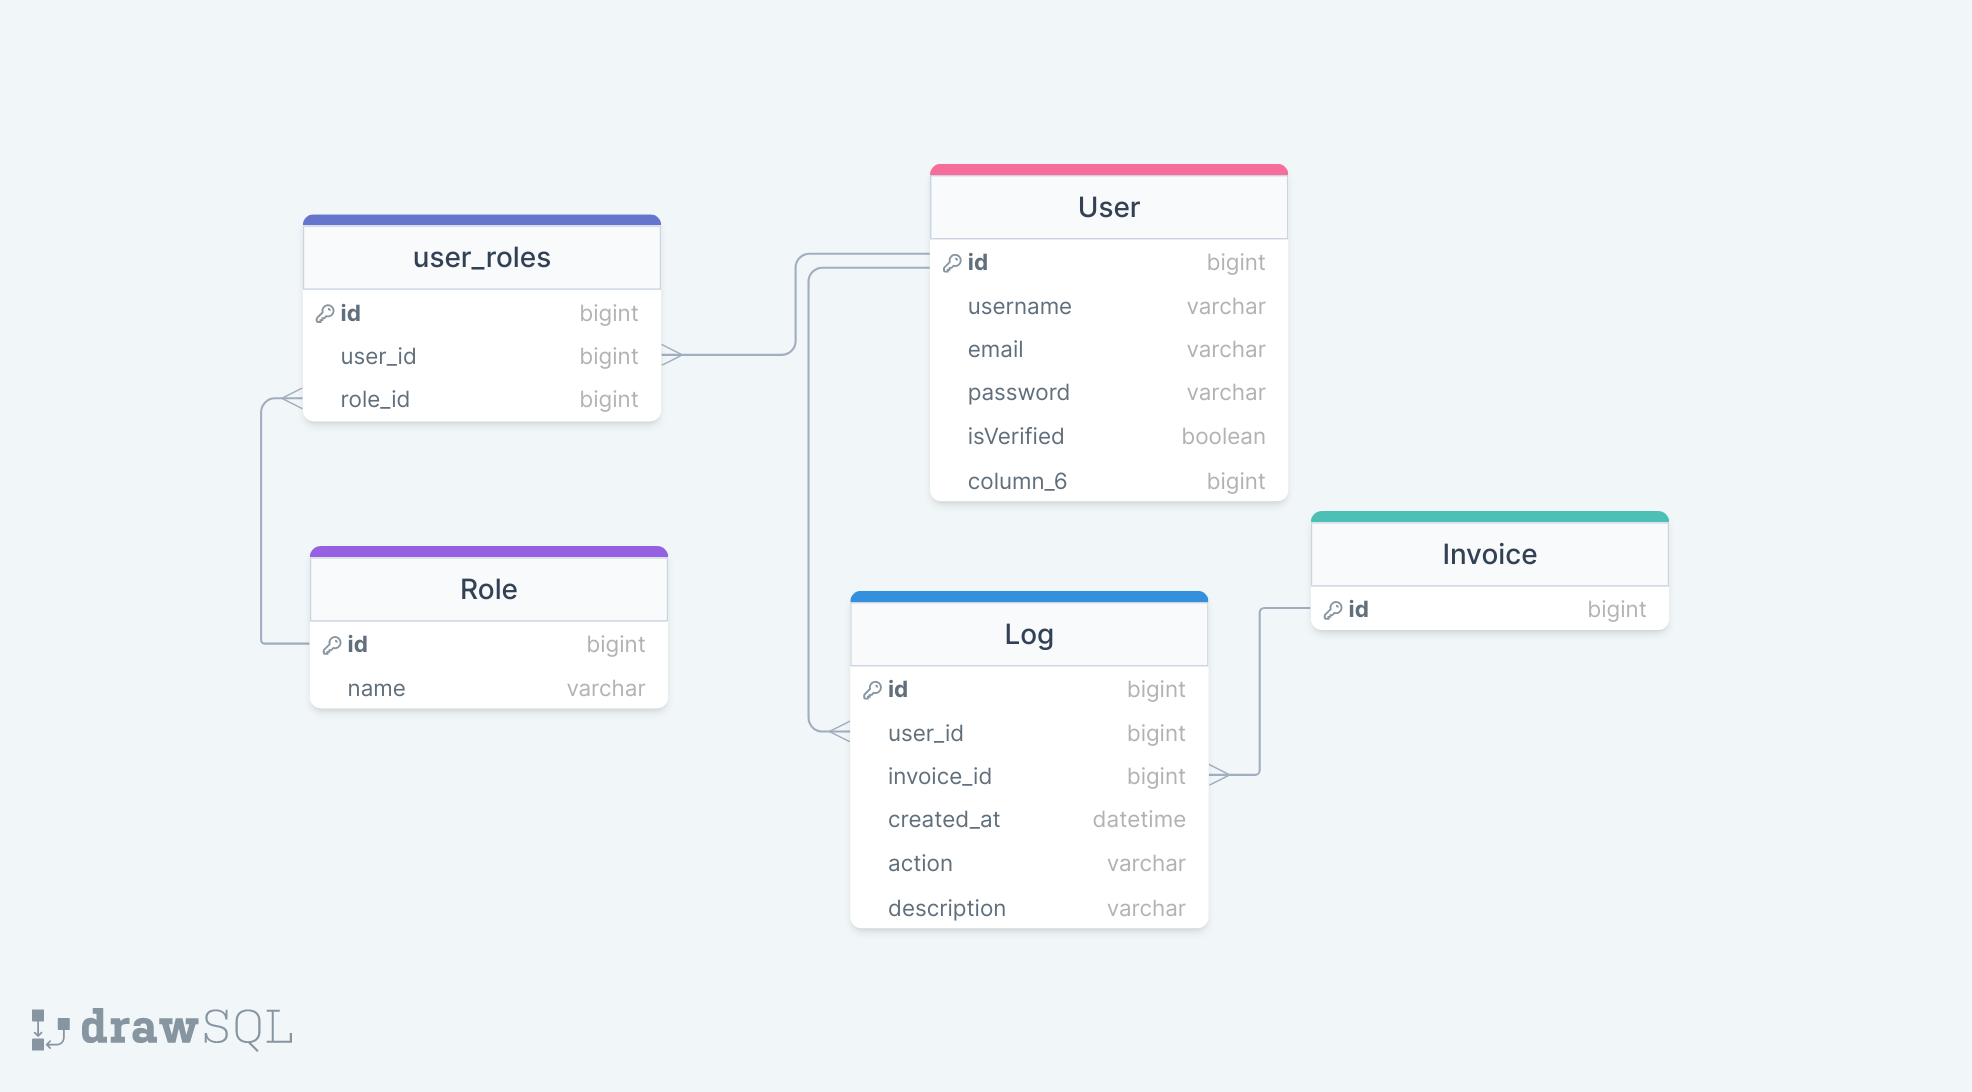 user_roles
id bigint
user_id bigint
role_id bigint
User
id bigint
username varchar
email varchar
password varchar
isVerified boolean
column_6 bigint
Role
id bigint
name varchar
Log
id bigint
user_id bigint
invoice_id bigint
created_at datetime
action varchar
description varchar
Invoice
id bigint
drawSQL